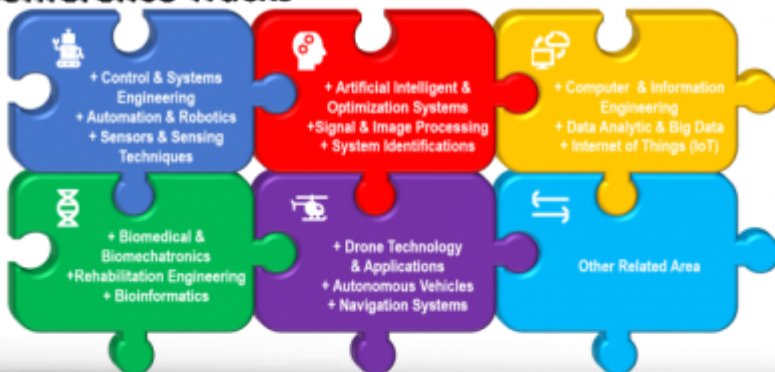 Conference Tracks
+ Control & Systems
Engineering
+ Automation & Robotics
+ Sensors & Sensing
Techniques
+ Artificial Intelligent &
Optimization Systems
+Signal & Image Processing
+ System Identifications
+ Computer & Information
Engineering
+ Data Analytic & Big Data
+ Internet of Things (IoT)
+ Biomedical &
Biomechatronics
+Rehabilitation Engineering
+ Bioinformatics
+ Drone Technology
& Applications
+ Autonomous Vehicles
+ Navigation Systems
Other Related Area